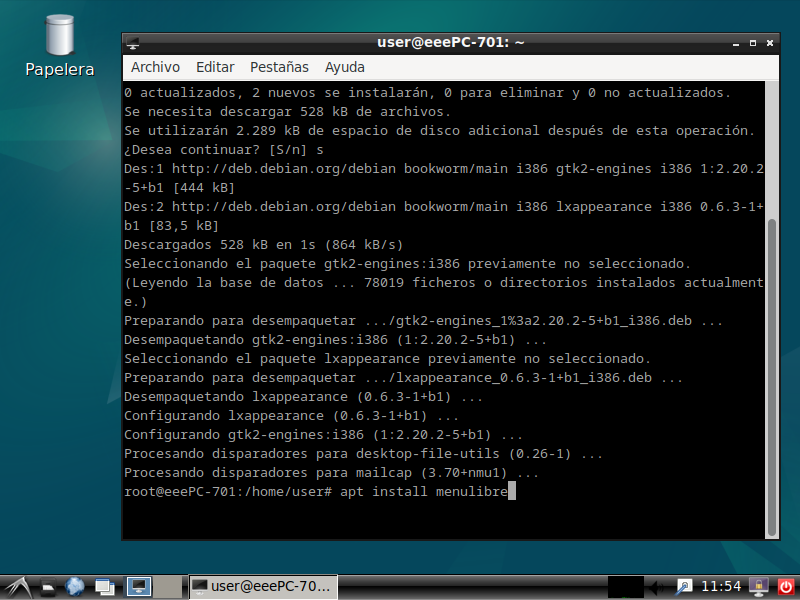 Papelera
user@eeePC-701: ~
Archivo Editar Pestañas Ayuda
0 actualizados, 2 nuevos se instalarán, 0 para eliminar y 0 no actualizados.
Se necesita descargar 528 kB de archivos.
Se utilizarán 2.289 kB de espacio de disco adicional después de esta operación.
¿Desea continuar? [S/n] s
Des:1 http://deb.debian.org/debian bookworm/main i386 gtk2-engines i386 1:2.20.2
-5+b1 [444 kB]
Des:2 http://deb.debian.org/debian bookworm/main i386 lxappearance i386 0.6.3-1+
b1 [83,5 kB]
Descargados 528 kB en 1s (864 kB/s)
Seleccionando el paquete gtk2-engines:i386 previamente no seleccionado.
(Leyendo la base de datos ... 78019 ficheros o directorios instalados actualment
e.)
Preparando para desempaquetar .../gtk2-engines_1%3a2.20.2-5+b1_i386.deb ...
Desempaquetando gtk2-engines:i386 (1:2.20.2-5+b1) ...
Seleccionando el paquete lxappearance previamente no seleccionado.
Preparando para desempaquetar .../lxappearance_0.6.3-1+b1_i386.deb ...
Desempaquetando lxappearance (0.6.3-1+b1) ...
Configurando lxappearance (0.6.3-1+b1) ...
Configurando gtk2-engines:i386 (1:2.20.2-5+b1) ...
Procesando disparadores para desktop-file-utils (0.26-1) ...
Procesando disparadores para mailcap (3.70+nmu1) ...
root@eeePC-701:/home/user# apt install menulibre
user@eeePC-70...
11:54